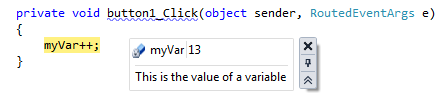 private void button1_Click(object sender, RoutedEventArgs e)
{
myVar++;
myVar 13
}
This is the value of a variable